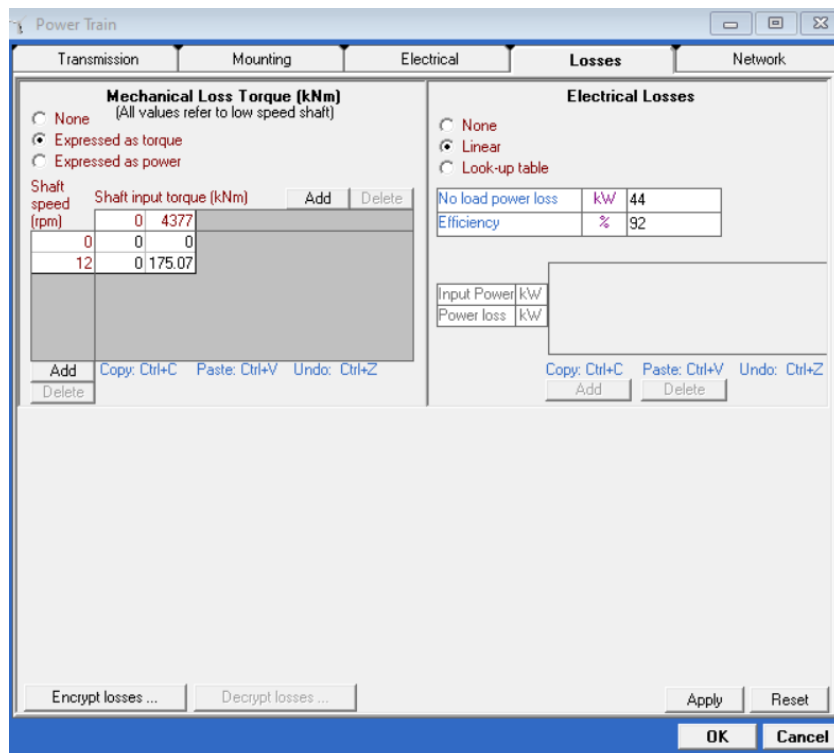 Power Train
Transmission Mounting Electrical Losses Network
Mechanical Loss Torque (kNm)
(All values refer to low speed shaft)
None
Expressed as torque
Expressed as power
Shaft speed (rpm)
Shaft input torque (kNm) Add Delete
0 4377
0 0 0
12 0 175.07
Add Copy: Ctrl+C Paste: Ctrl+V Undo: Ctrl+Z
Delete
Electrical Losses
None
Linear
Look-up table
No load power loss kW 44
Efficiency % 92
Input Power kW
Power loss kW
Copy: Ctrl+C Paste: Ctrl+V Undo: Ctrl+Z
Add Delete
Encrypt losses ... Decrypt losses ... Apply Reset
OK Cancel